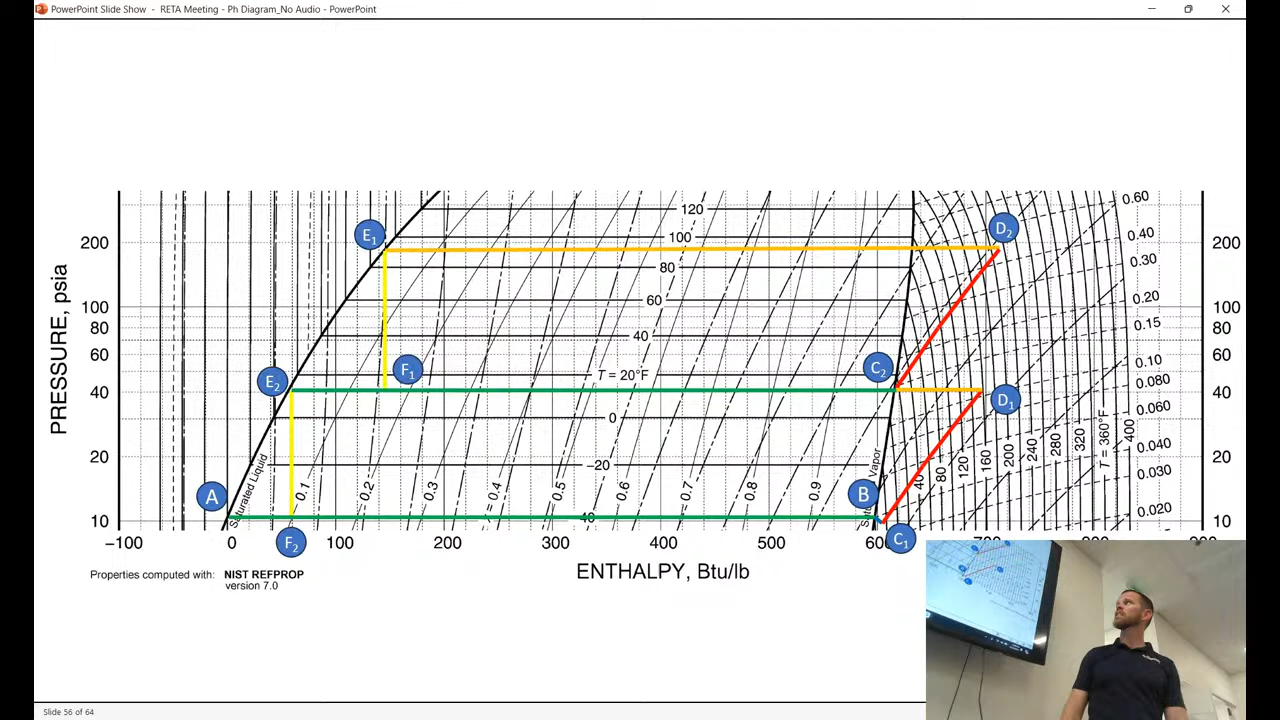 PowerPoint Slide Show - RETA Meeting - Ph Diagram_No Audio - PowerPoint
120
0.60
E₁
D₂
200
100
0.40
200
80
0.30
60
0.20
100
100
0.15
80
40
80
60
F₁
C₂
0.10
60
E₂
T = 20°F
0.080
40
D₁
40
0
0.060
PRESSURE, psia
40 80 120 160 200 240 280 320 T = 360°F 400
0.040
20
−20
20
Saturated Liquid
Vapor
0.030
A
0.1 0.2 0.3 0.4 0.5 0.6 0.7 0.8 0.9
B
0.020
10
10
−100 0 100 200 300 400 500
F₂
C₁
Properties computed with: NIST REFPROP
version 7.0
ENTHALPY, Btu/lb
Slide 56 of 64